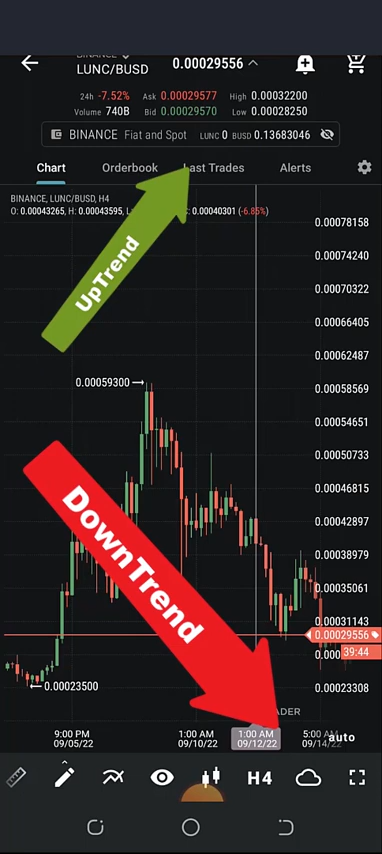 BINANCE
LUNC/BUSD
0.00029556
24h -7.52% Ask 0.00029577 High 0.00032200
Volume 740B Bid 0.00029570 Low 0.00028250
BINANCE Fiat and Spot LUNC 0 BUSD 0.13683046
Chart Orderbook Last Trades Alerts
BINANCE, LUNC/BUSD, H4
O: 0.00043265, H: 0.00043595, 0.00040301 (-6.85%)
UpTrend
0.00078158
0.00074240
0.00070322
0.00066405
0.00062487
0.00059300
0.00058569
0.00054651
0.00050733
0.00046815
0.00042897
0.00038979
0.00035061
0.00031143
0.00029556
39:44
0.00023308
0.00023500
DownTrend
9:00 PM 1:00 AM 1:00 AM 5:00 AM auto
09/05/22 09/10/22 09/12/22 09/14/22
H4